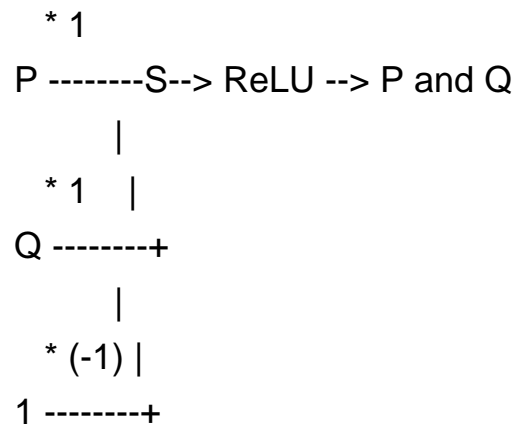 * 1
P --------S--> ReLU --> P and Q
|
* 1 |
Q --------+
|
* (-1) |
1 --------+